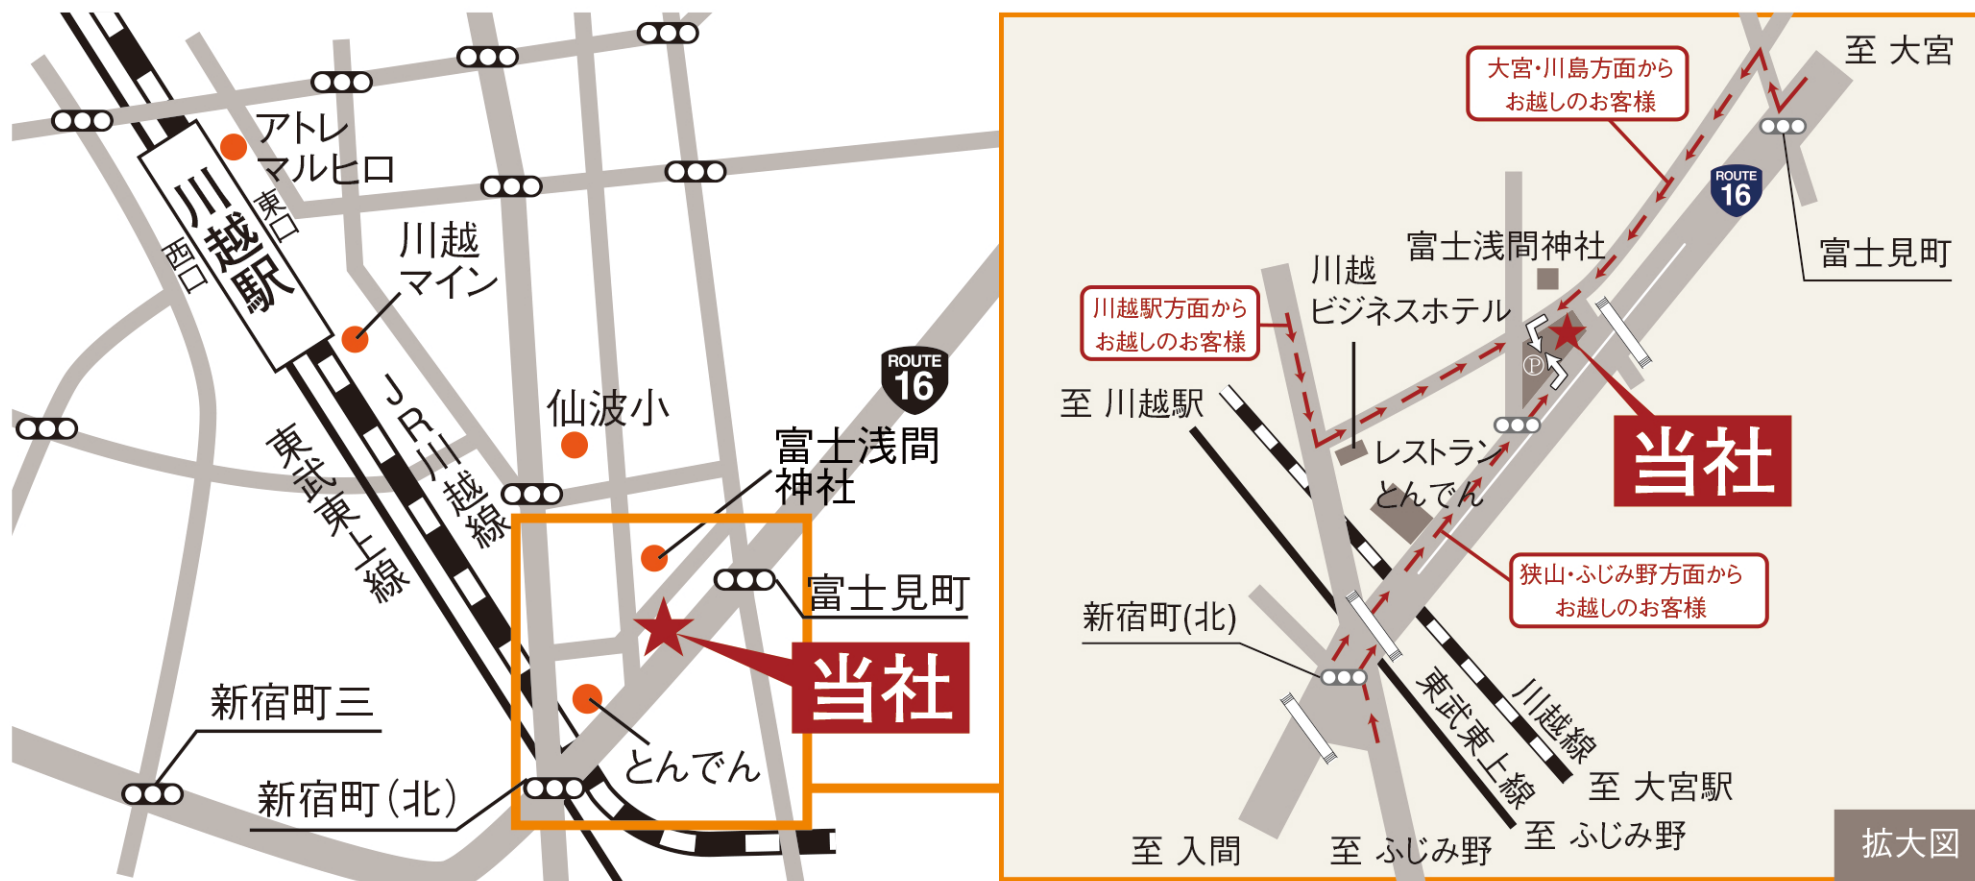 アトレ
マルヒロ
川越駅
東口
西口
川越
マイン
JR川越線
東武東上線
仙波小
富士浅間
神社
ROUTE
16
富士見町
当社
新宿町三
新宿町(北)
とんでん
至 大宮
大宮・川島方面から
お越しのお客様
ROUTE
16
富士見町
富士浅間神社
川越
ビジネスホテル
川越駅方面から
お越しのお客様
至 川越駅
P
当社
レストラン
とんでん
狭山・ふじみ野方面から
お越しのお客様
新宿町(北)
川越線
東武東上線
至 大宮駅
至 ふじみ野
至 入間
至 ふじみ野
拡大図